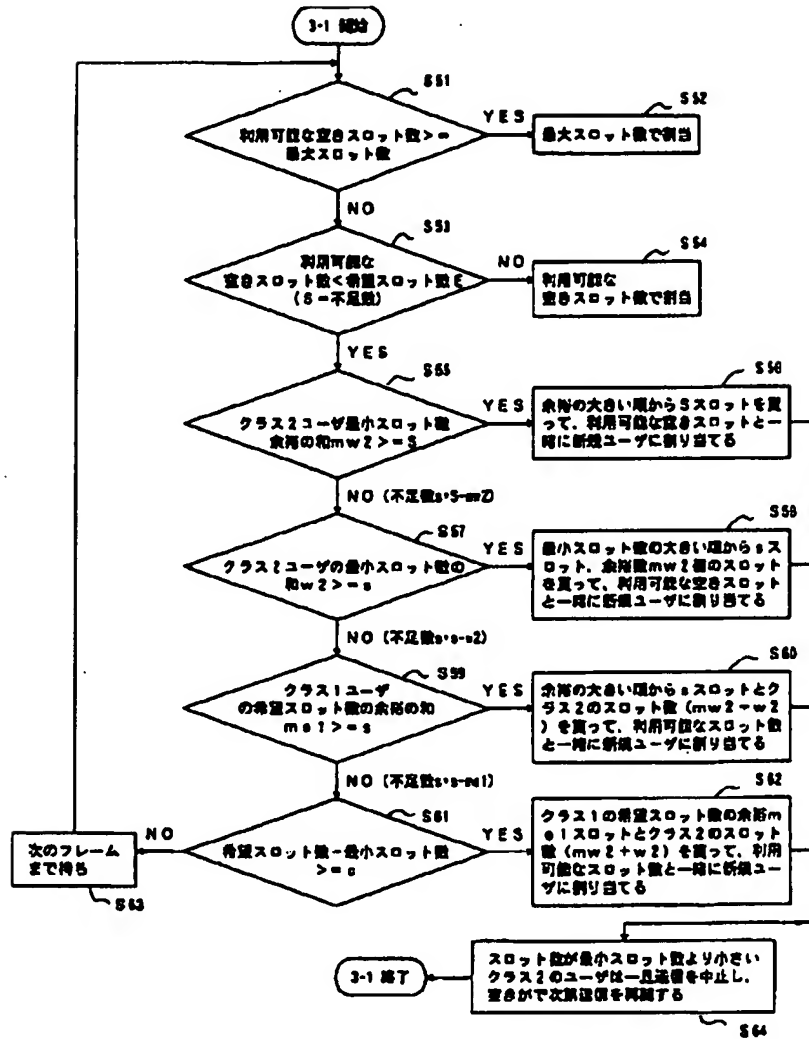 3-1 開始
S51
利用可能な空きスロット数>=
最大スロット数
YES
S52
最大スロット数で割当
NO
S53
利用可能な
空きスロット数<希望スロット数E
(S=不足数)
NO
S54
利用可能な
空きスロット数で割当
YES
S55
クラス2ユーザ最小スロット数
余裕の和mw2>=S
YES
S56
余裕の大きい順からSスロットを貰
って、利用可能な空きスロットと一
緒に新規ユーザに割り当てる
NO (不足数s=S-mw2)
S57
クラス2ユーザの最小スロット数の
和w2>=s
YES
S58
最小スロット数の大きい順からsス
ロット、余裕数mw2個のスロット
を貰って、利用可能な空きスロット
と一緒に新規ユーザに割り当てる
NO (不足数s=s-w2)
S59
クラス1ユーザ
の希望スロット数の余裕の和
me1>=s
YES
S60
余裕の大きい順からsスロットとク
ラス2のスロット数 (mw2-w2
) を貰って、利用可能なスロット数
と一緒に新規ユーザに割り当てる
NO (不足数s=s-me1)
S61
希望スロット数-最小スロット数
>=
YES
S62
クラス1の希望スロット数の余裕m
e1スロットとクラス2のスロット
数 (mw2+w2) を貰って、利用
可能なスロット数と一緒に新規ユー
ザに割り当てる
NO
次のフレーム
まで待ち
S63
スロット数が最小スロット数より小さい
クラス2のユーザは一旦送信を中止し、
空きがで次第送信を再開する
S64
3-1 終了